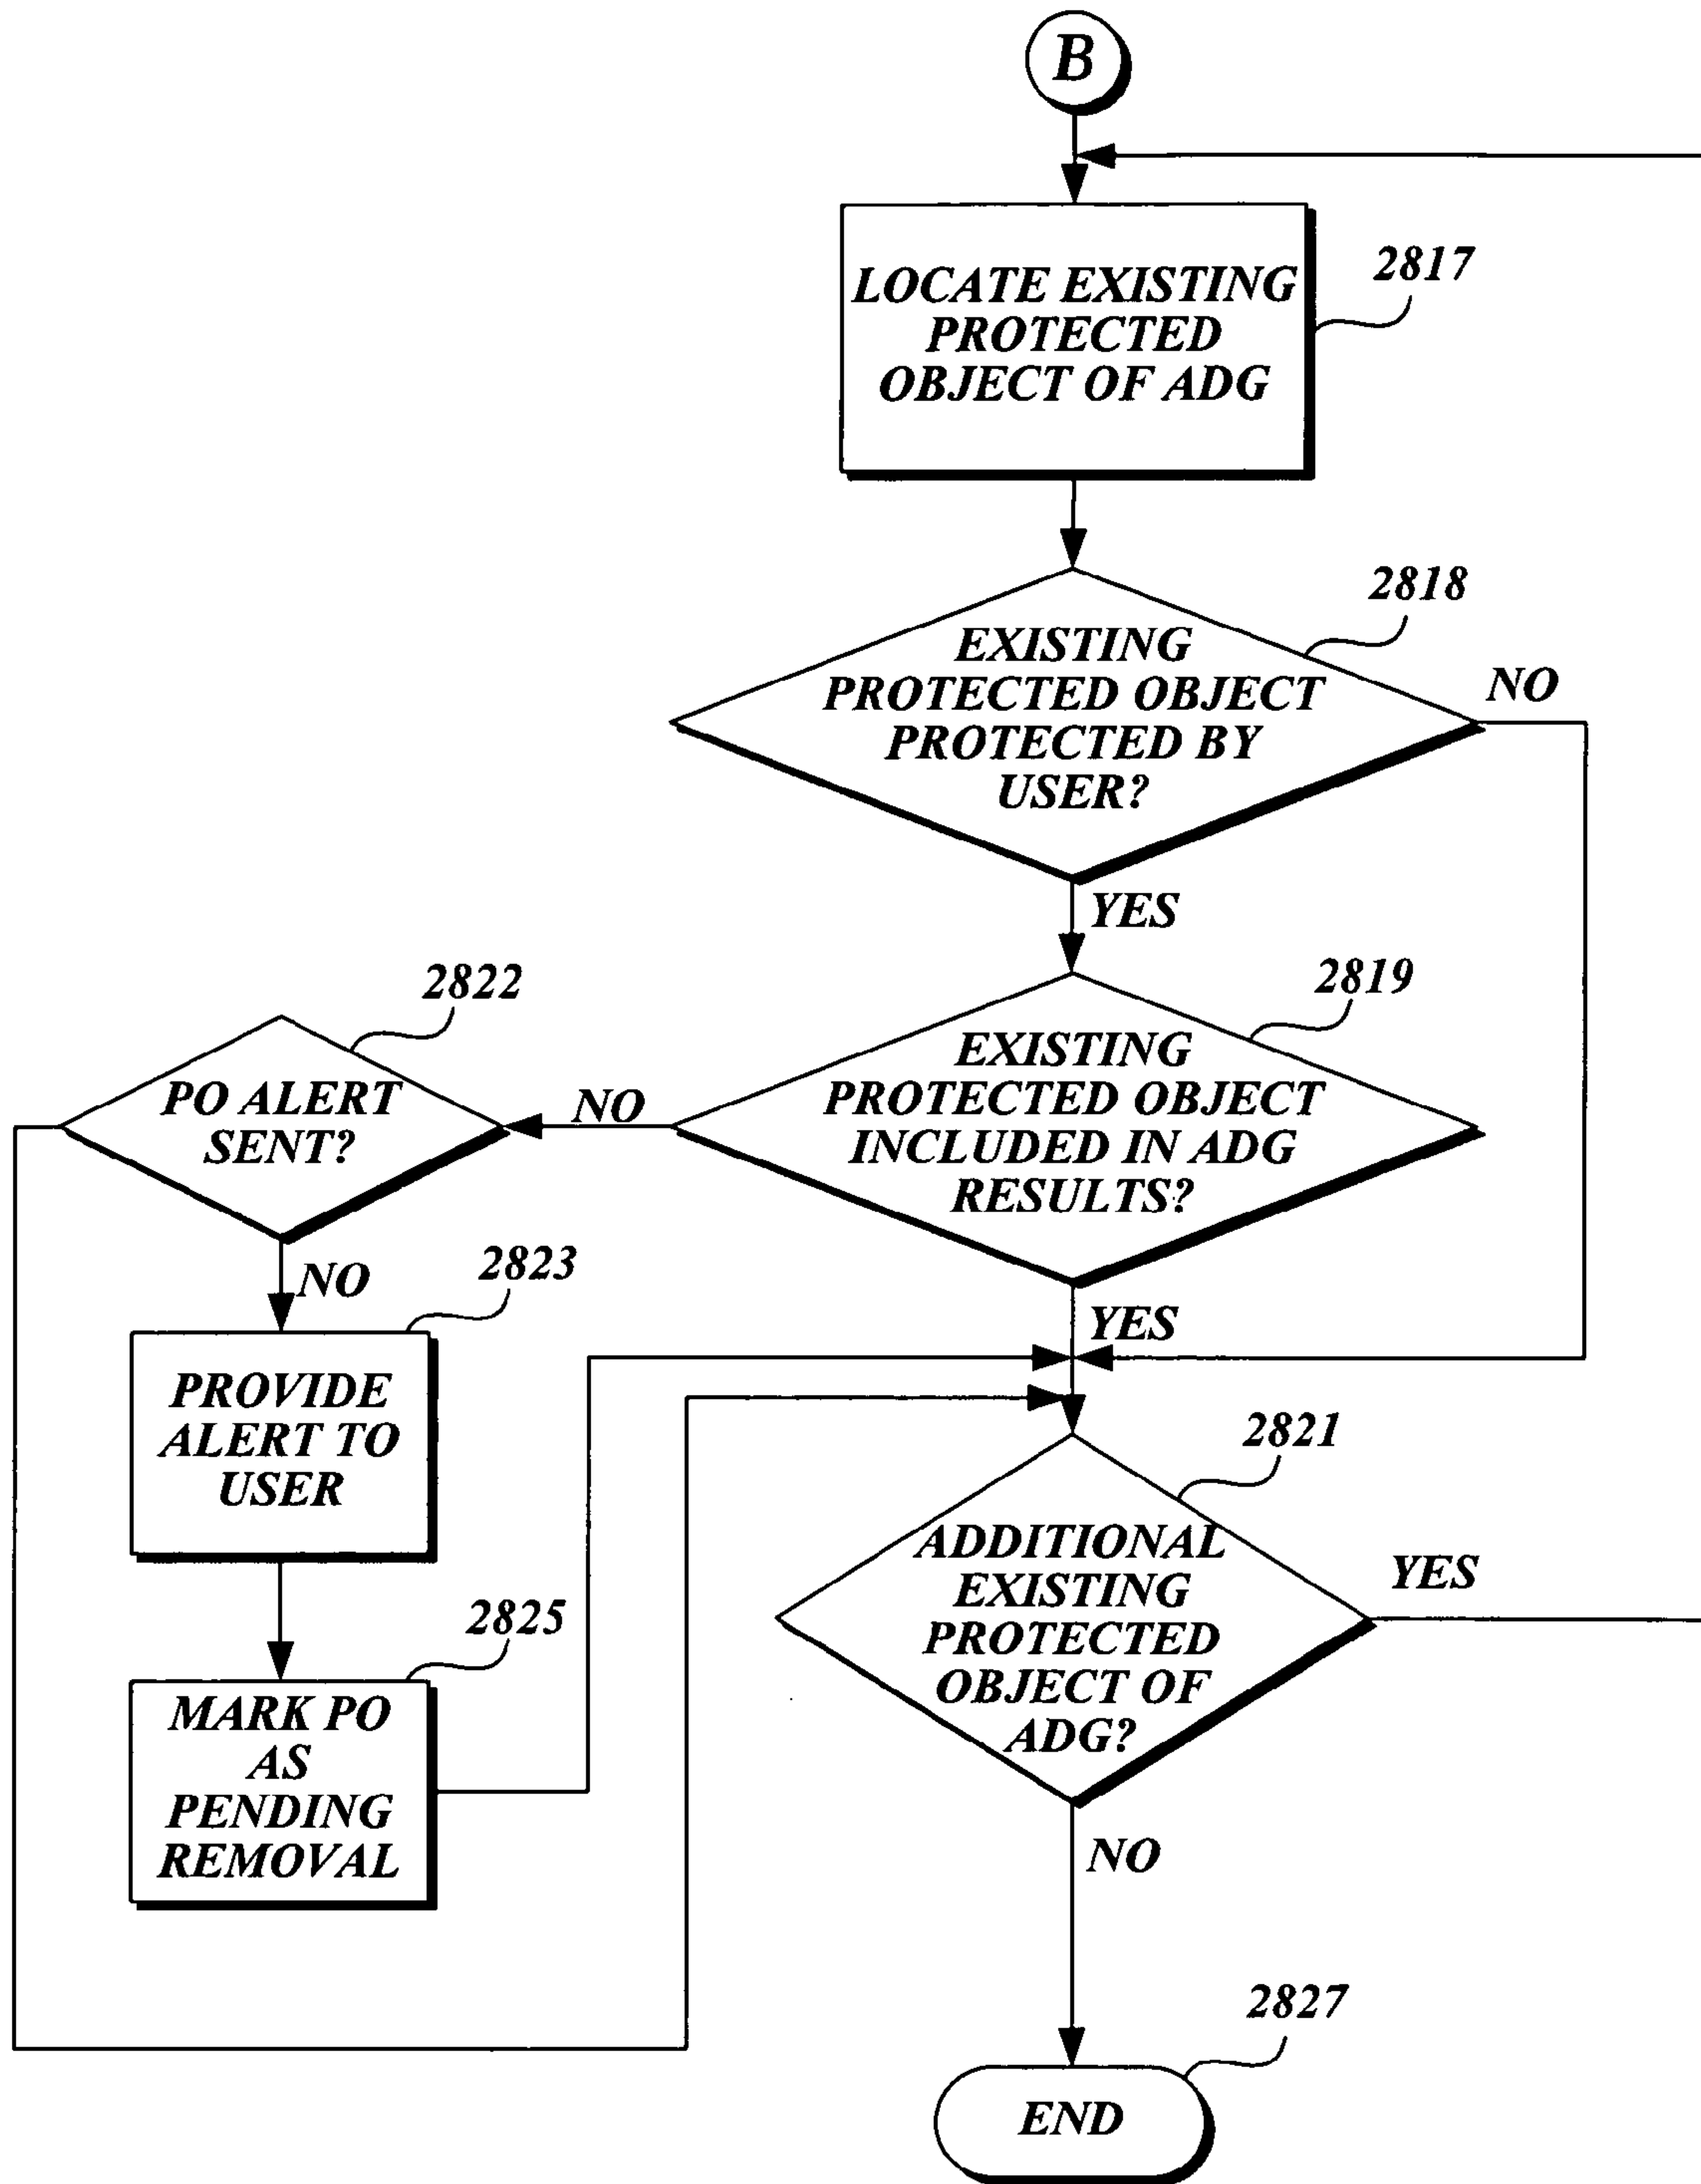 B
LOCATE EXISTING
PROTECTED
OBJECT OF ADG
2817
EXISTING
PROTECTED OBJECT
PROTECTED BY
USER?
2818
NO
YES
EXISTING
PROTECTED OBJECT
INCLUDED IN ADG
RESULTS?
2819
NO
YES
PO ALERT
SENT?
2822
NO
PROVIDE
ALERT TO
USER
2823
MARK PO
AS
PENDING
REMOVAL
2825
ADDITIONAL
EXISTING
PROTECTED
OBJECT OF
ADG?
2821
YES
NO
END
2827